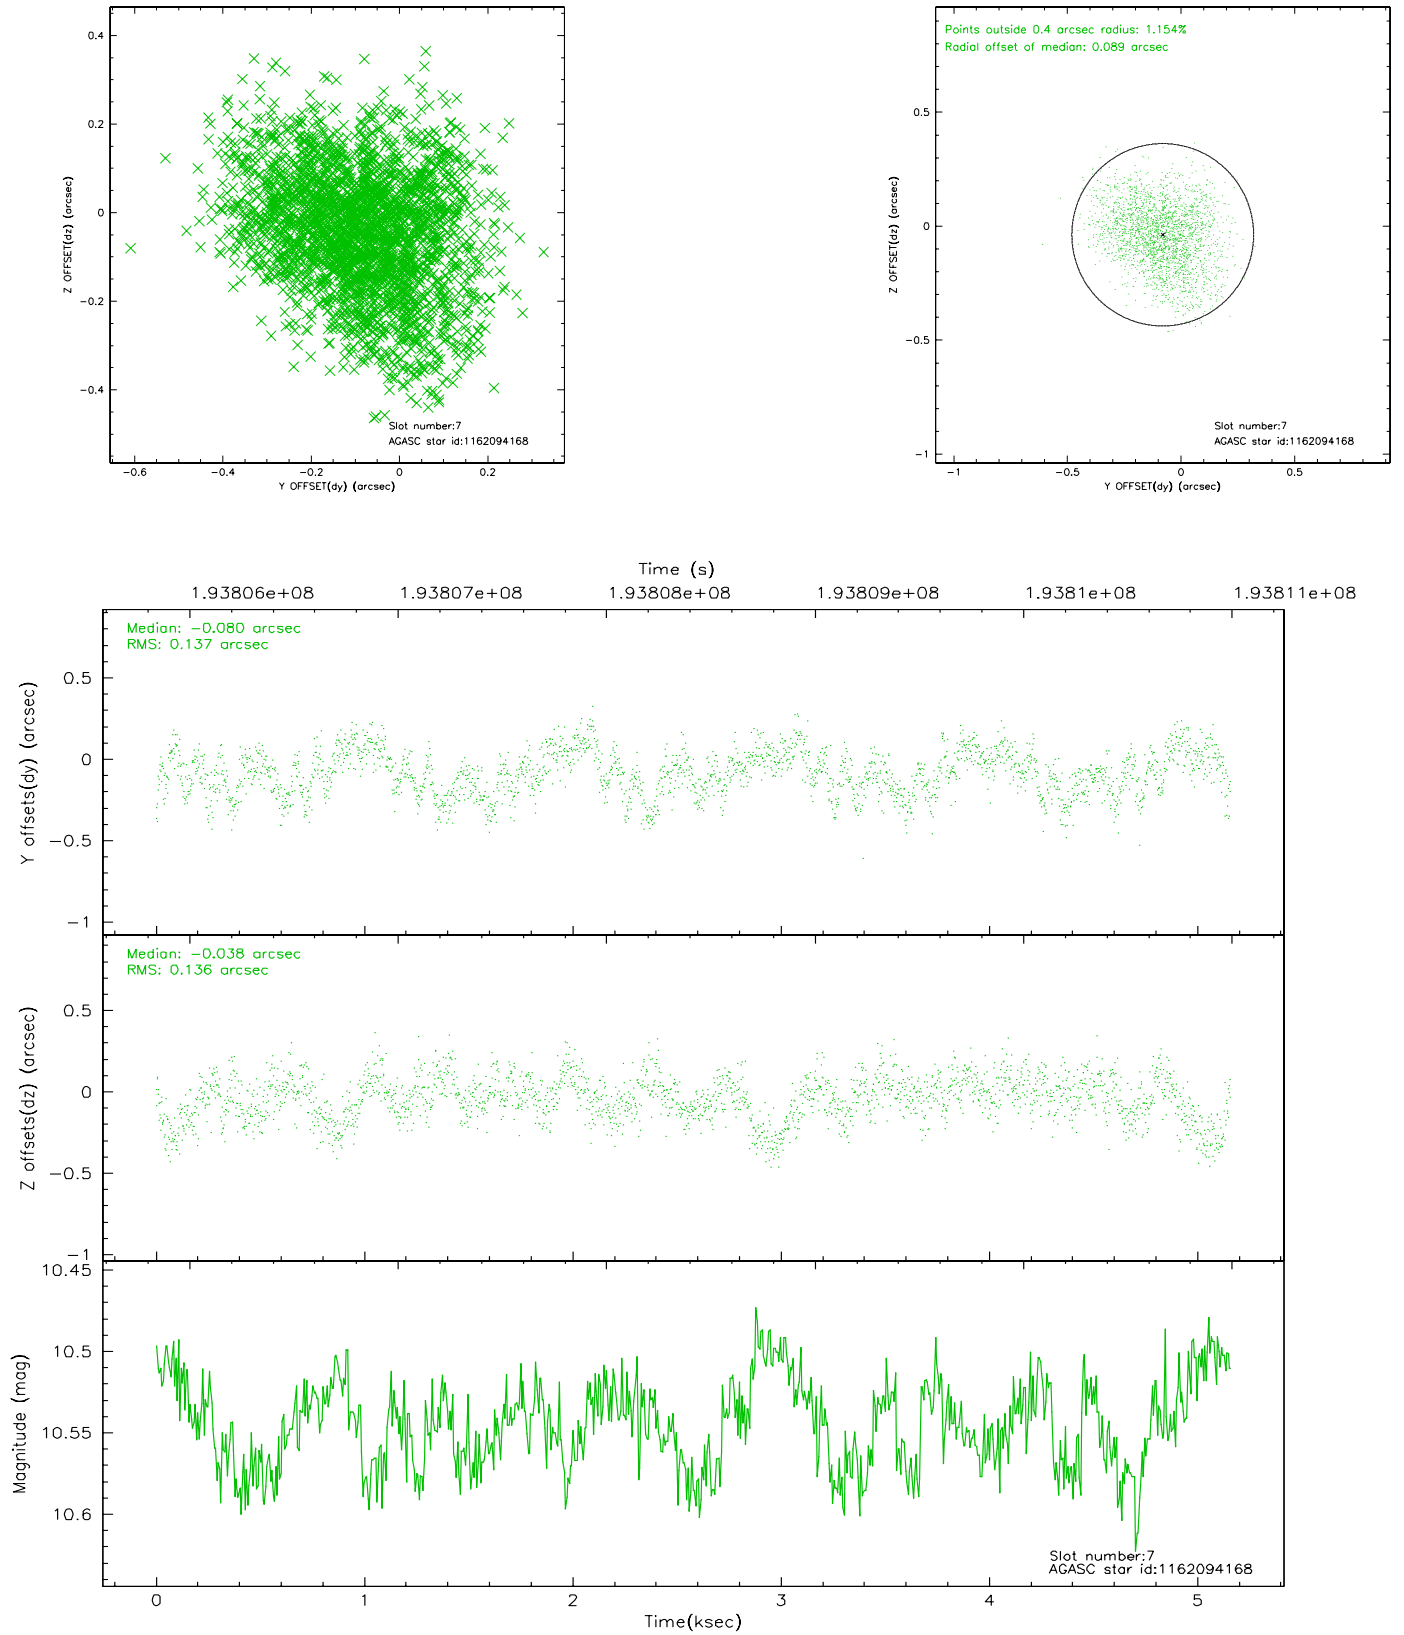 0.4
0.2
0
−0.2
−0.4
−0.6
−0.4
−0.2
0
0.2
Z OFFSET(dz) (arcsec)
Y OFFSET(dy) (arcsec)
Slot number:7
AGASC star id:1162094168
Points outside 0.4 arcsec radius: 1.154%
Radial offset of median: 0.089 arcsec
0.5
0
−0.5
−1
−1
−0.5
0
0.5
Z OFFSET(dz) (arcsec)
Y OFFSET(dy) (arcsec)
Slot number:7
AGASC star id:1162094168
Time (s)
1.93806e+08
1.93807e+08
1.93808e+08
1.93809e+08
1.9381e+08
1.93811e+08
Median: −0.080 arcsec
RMS: 0.137 arcsec
0.5
0
−0.5
−1
Y offsets(dy) (arcsec)
Median: −0.038 arcsec
RMS: 0.136 arcsec
0.5
0
−0.5
−1
Z offsets(dz) (arcsec)
10.45
10.5
10.55
10.6
Magnitude (mag)
Slot number:7
AGASC star id:1162094168
0
1
2
3
4
5
Time(ksec)